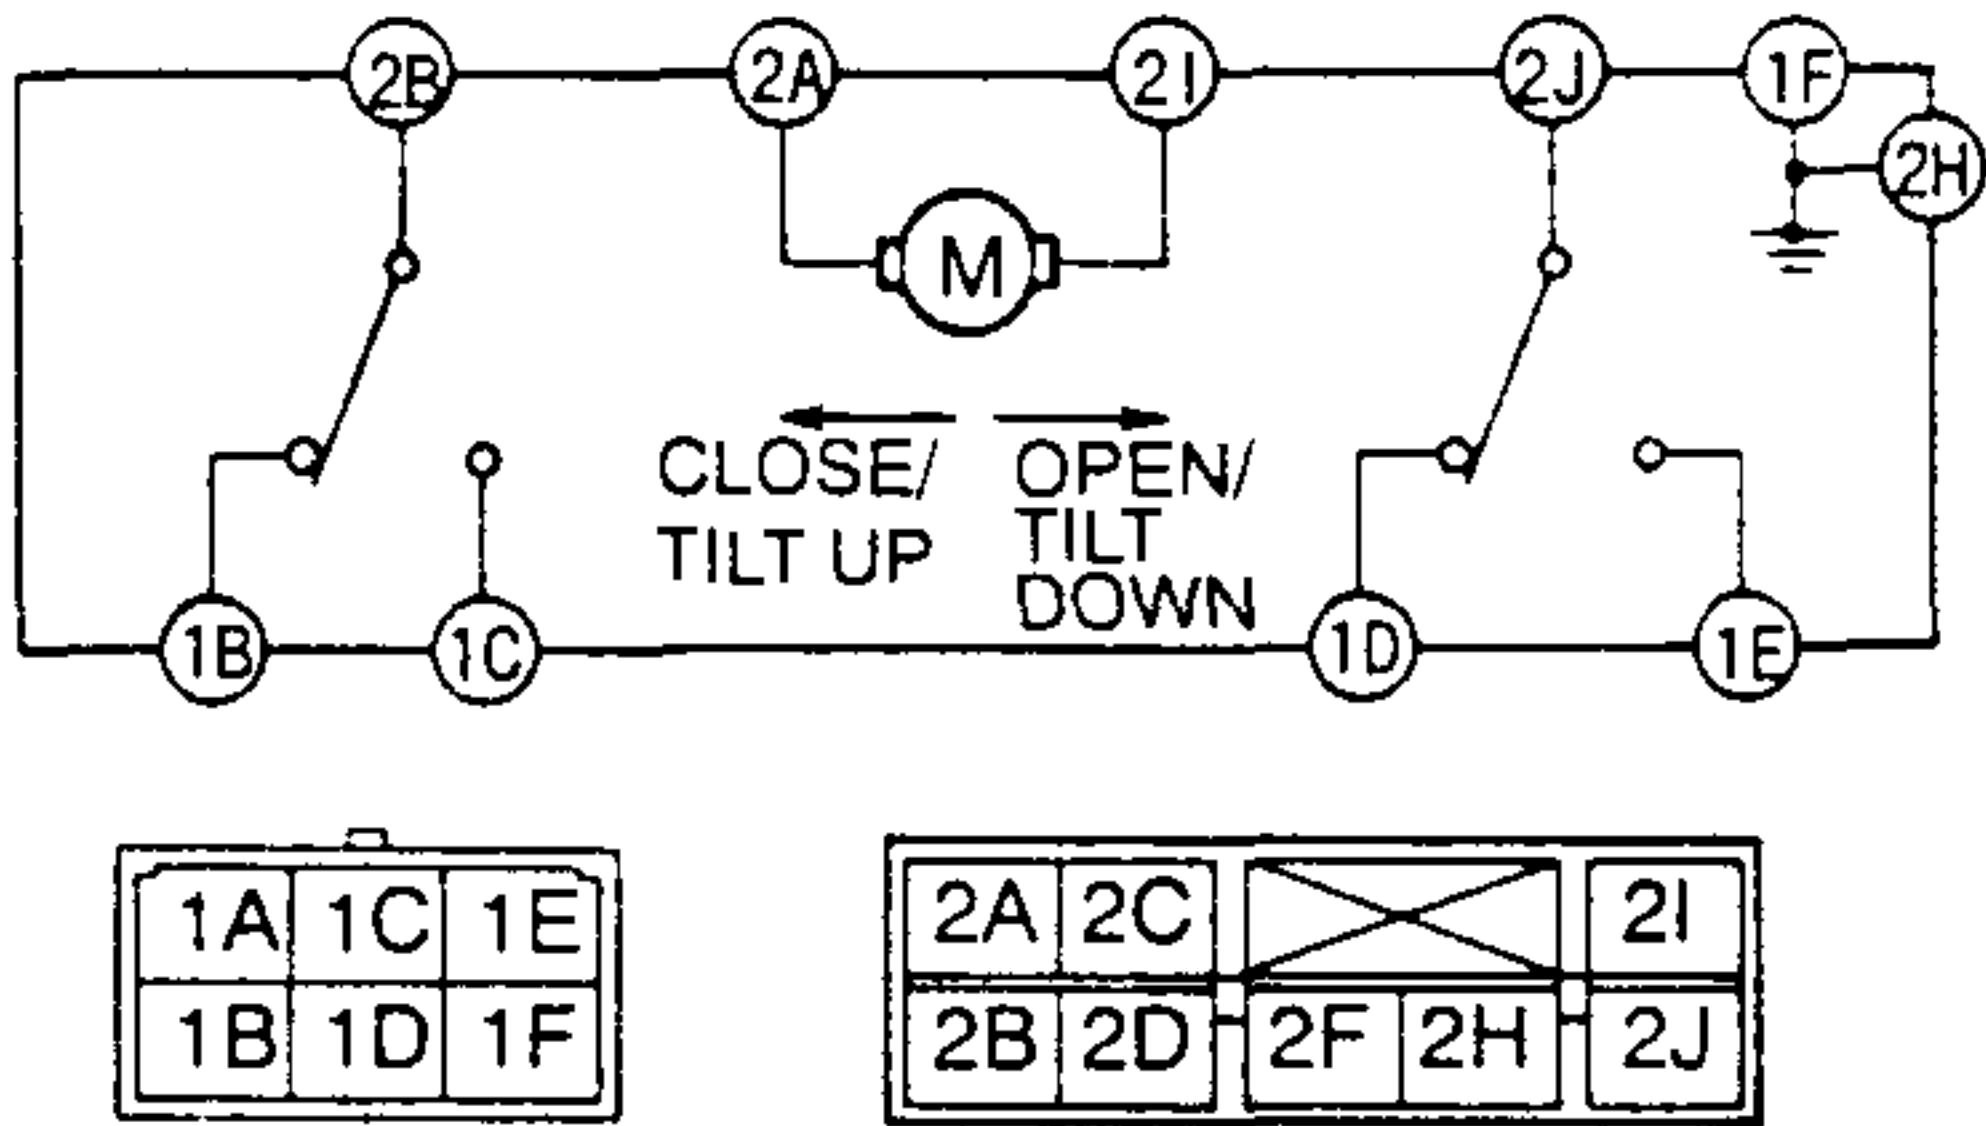 2B 2A 2I 2J 1F
2H
M
CLOSE/
TILT UP
OPEN/
TILT
DOWN
1B 1C 1D 1E
1A 1C 1E
1B 1D 1F
2A 2C 2I
2B 2D 2F 2H 2J